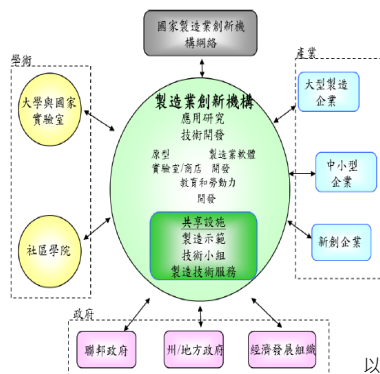 國家製造業創新機
構網絡
學術
產業
大學與國家
實驗室
社區學院
製造業創新機構
應用研究
技術開發
原型 製造業軟體
實驗室/商店 開發
教育和勞動力
開發
共享設施
製造示範
技術小組
製造技術服務
大型製造
企業
中小型
企業
新創企業
政府
聯邦政府
州/地方政府
經濟發展組織
以